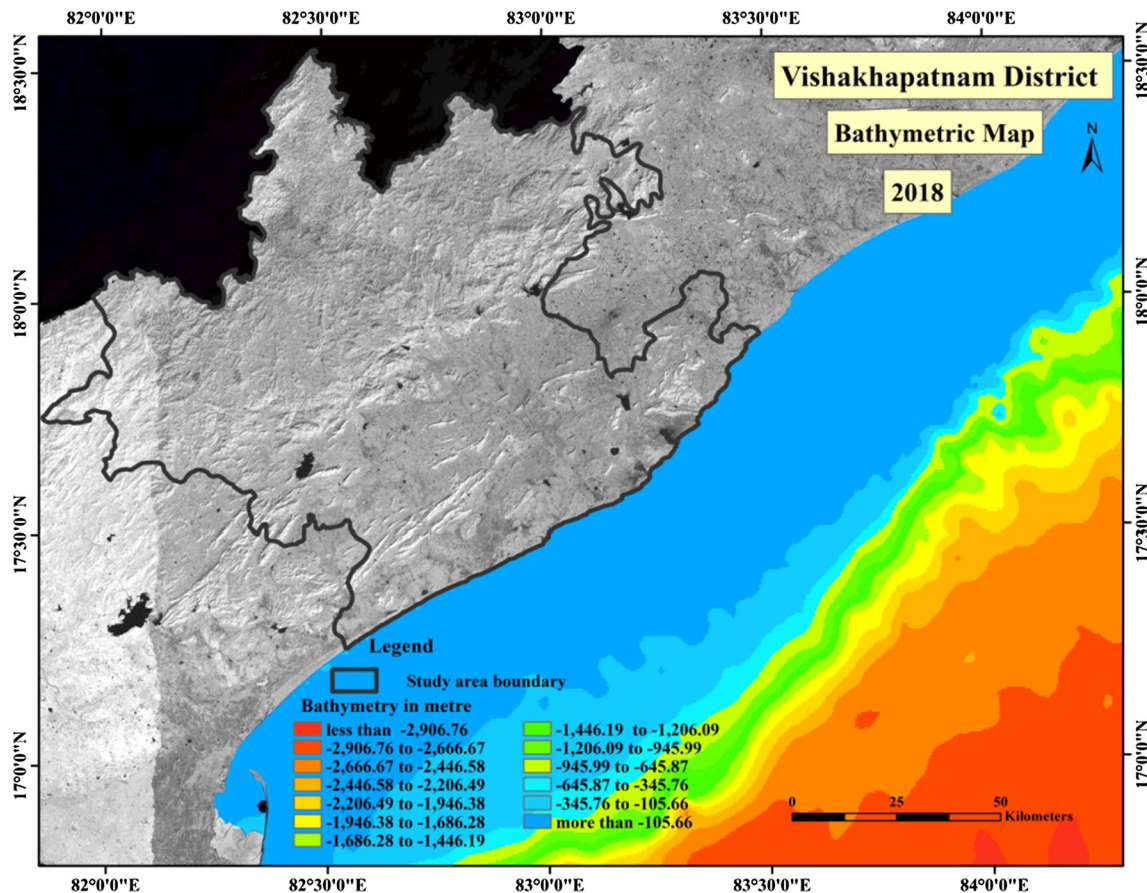 82°0'0"E 82°30'0"E 83°0'0"E 83°30'0"E 84°0'0"E
18°30'0"N
18°30'0"N
Vishakhapatnam District
Bathymetric Map
N
2018
18°0'0"N
18°0'0"N
17°30'0"N
17°30'0"N
17°0'0"N
17°0'0"N
Legend
Study area boundary
Bathymetry in metre
less than -2,906.76
-2,906.76 to -2,666.67
-2,666.67 to -2,446.58
-2,446.58 to -2,206.49
-2,206.49 to -1,946.38
-1,946.38 to -1,686.28
-1,686.28 to -1,446.19
-1,446.19 to -1,206.09
-1,206.09 to -945.99
-945.99 to -645.87
-645.87 to -345.76
-345.76 to -105.66
more than -105.66
0 25 50
Kilometers
82°0'0"E 82°30'0"E 83°0'0"E 83°30'0"E 84°0'0"E